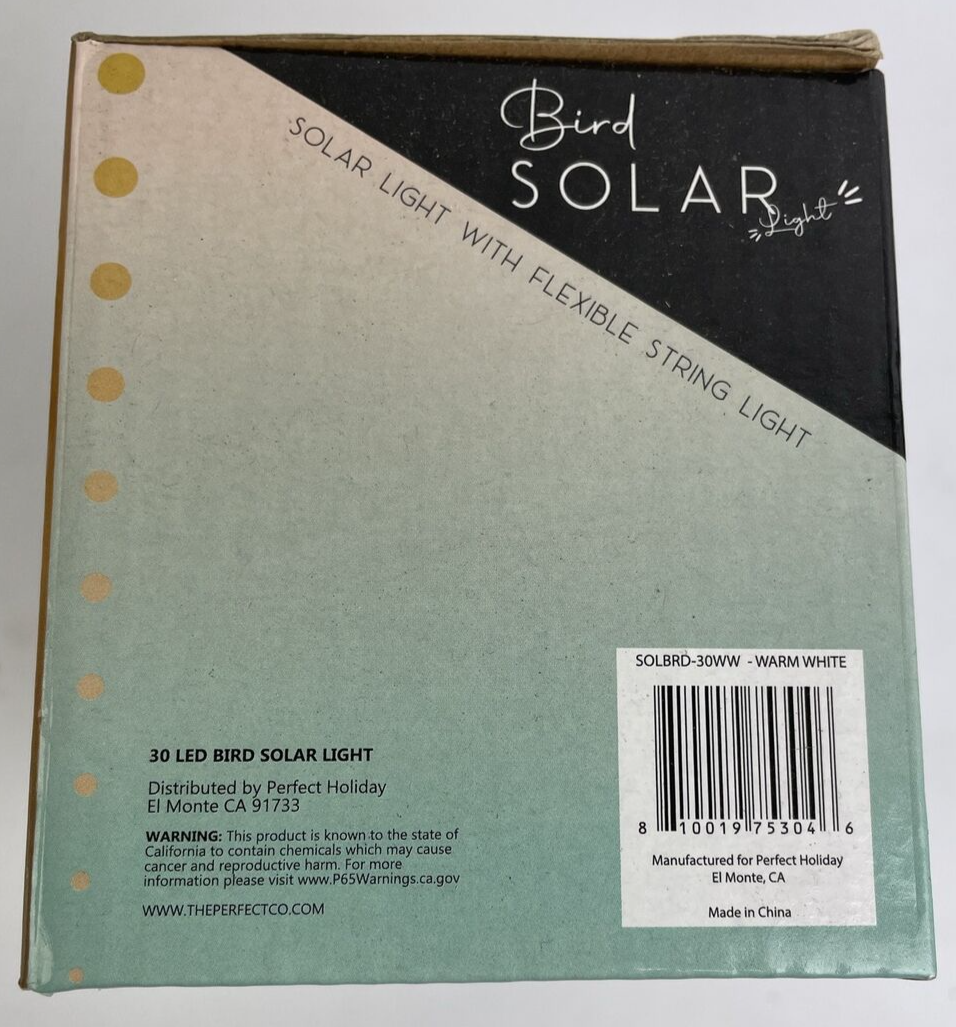 Bird
SOLAR
Light
SOLAR LIGHT WITH FLEXIBLE STRING LIGHT
SOLBRD-30WW - WARM WHITE
8 10019 75304 6
Manufactured for Perfect Holiday
El Monte, CA
Made in China
30 LED BIRD SOLAR LIGHT
Distributed by Perfect Holiday
El Monte CA 91733
WARNING: This product is known to the state of
California to contain chemicals which may cause
cancer and reproductive harm. For more
information please visit www.P65Warnings.ca.gov
WWW.THEPERFECTCO.COM